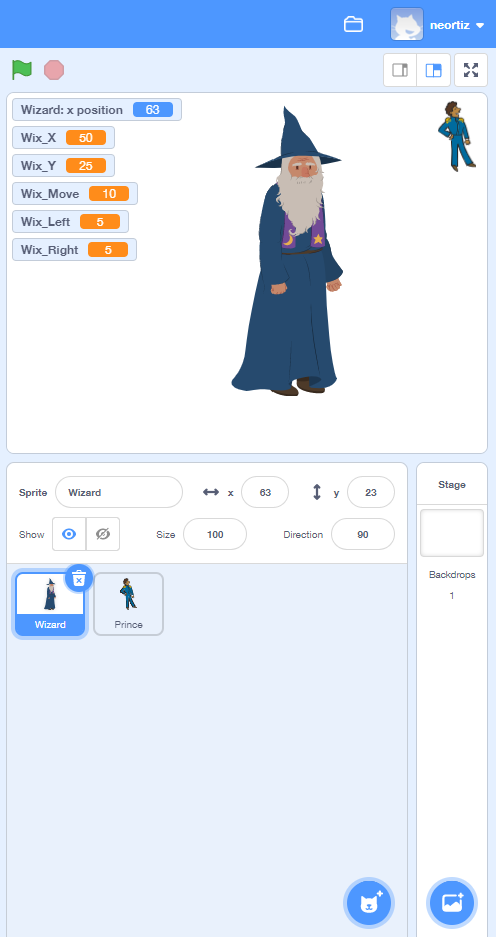 neortiz
Wizard: x position 63
Wix_X 50
Wix_Y 25
Wix_Move 10
Wix_Left 5
Wix_Right 5
Sprite Wizard x 63 y 23
Show Size 100 Direction 90
Wizard
Prince
Stage
Backdrops
1